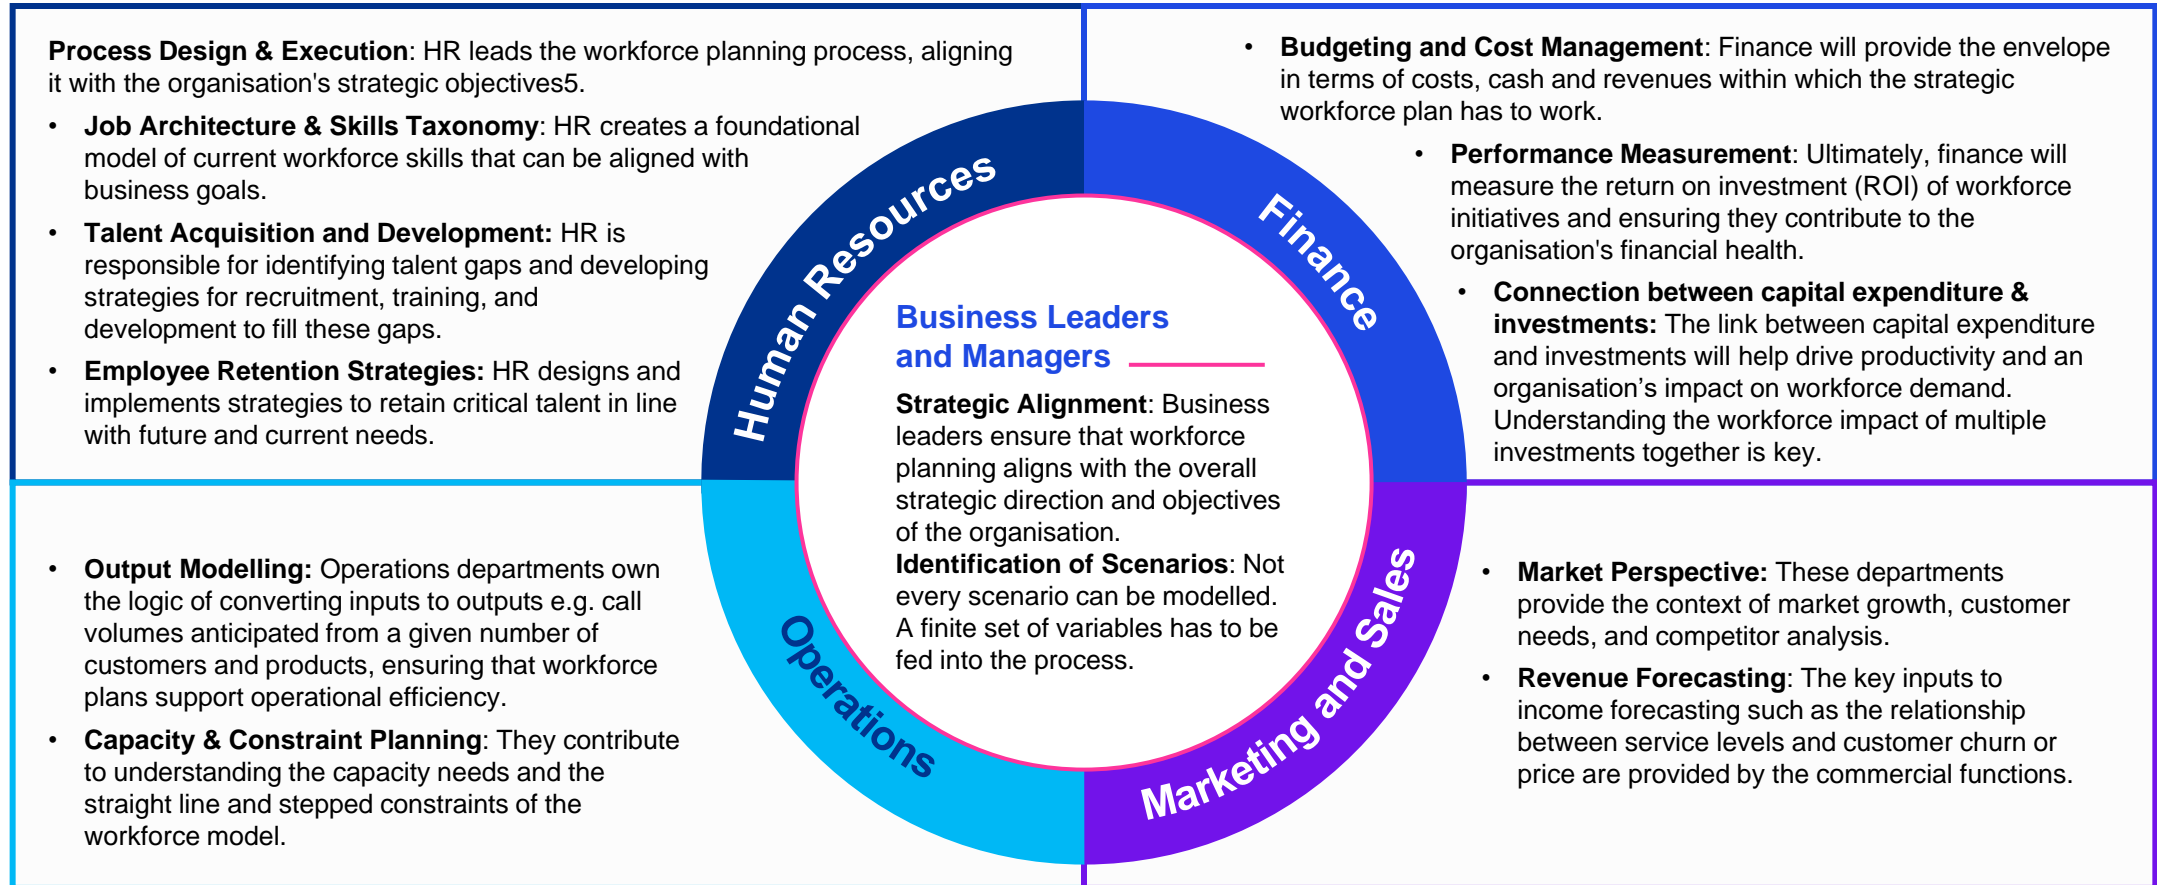 Process Design & Execution: HR leads the workforce planning process, aligning
it with the organisation's strategic objectives5.
• Job Architecture & Skills Taxonomy: HR creates a foundational
model of current workforce skills that can be aligned with
business goals.
• Talent Acquisition and Development: HR is
responsible for identifying talent gaps and developing
strategies for recruitment, training, and
development to fill these gaps.
• Employee Retention Strategies: HR designs and
implements strategies to retain critical talent in line
with future and current needs.
Human Resources
• Budgeting and Cost Management: Finance will provide the envelope
in terms of costs, cash and revenues within which the strategic
workforce plan has to work.
• Performance Measurement: Ultimately, finance will
measure the return on investment (ROI) of workforce
initiatives and ensuring they contribute to the
organisation's financial health.
• Connection between capital expenditure &
investments: The link between capital expenditure
and investments will help drive productivity and an
organisation’s impact on workforce demand.
Understanding the workforce impact of multiple
investments together is key.
Finance
Business Leaders
and Managers
Strategic Alignment: Business
leaders ensure that workforce
planning aligns with the overall
strategic direction and objectives
of the organisation.
Identification of Scenarios: Not
every scenario can be modelled.
A finite set of variables has to be
fed into the process.
• Output Modelling: Operations departments own
the logic of converting inputs to outputs e.g. call
volumes anticipated from a given number of
customers and products, ensuring that workforce
plans support operational efficiency.
• Capacity & Constraint Planning: They contribute
to understanding the capacity needs and the
straight line and stepped constraints of the
workforce model.
Operations
• Market Perspective: These departments
provide the context of market growth, customer
needs, and competitor analysis.
• Revenue Forecasting: The key inputs to
income forecasting such as the relationship
between service levels and customer churn or
price are provided by the commercial functions.
Marketing and Sales